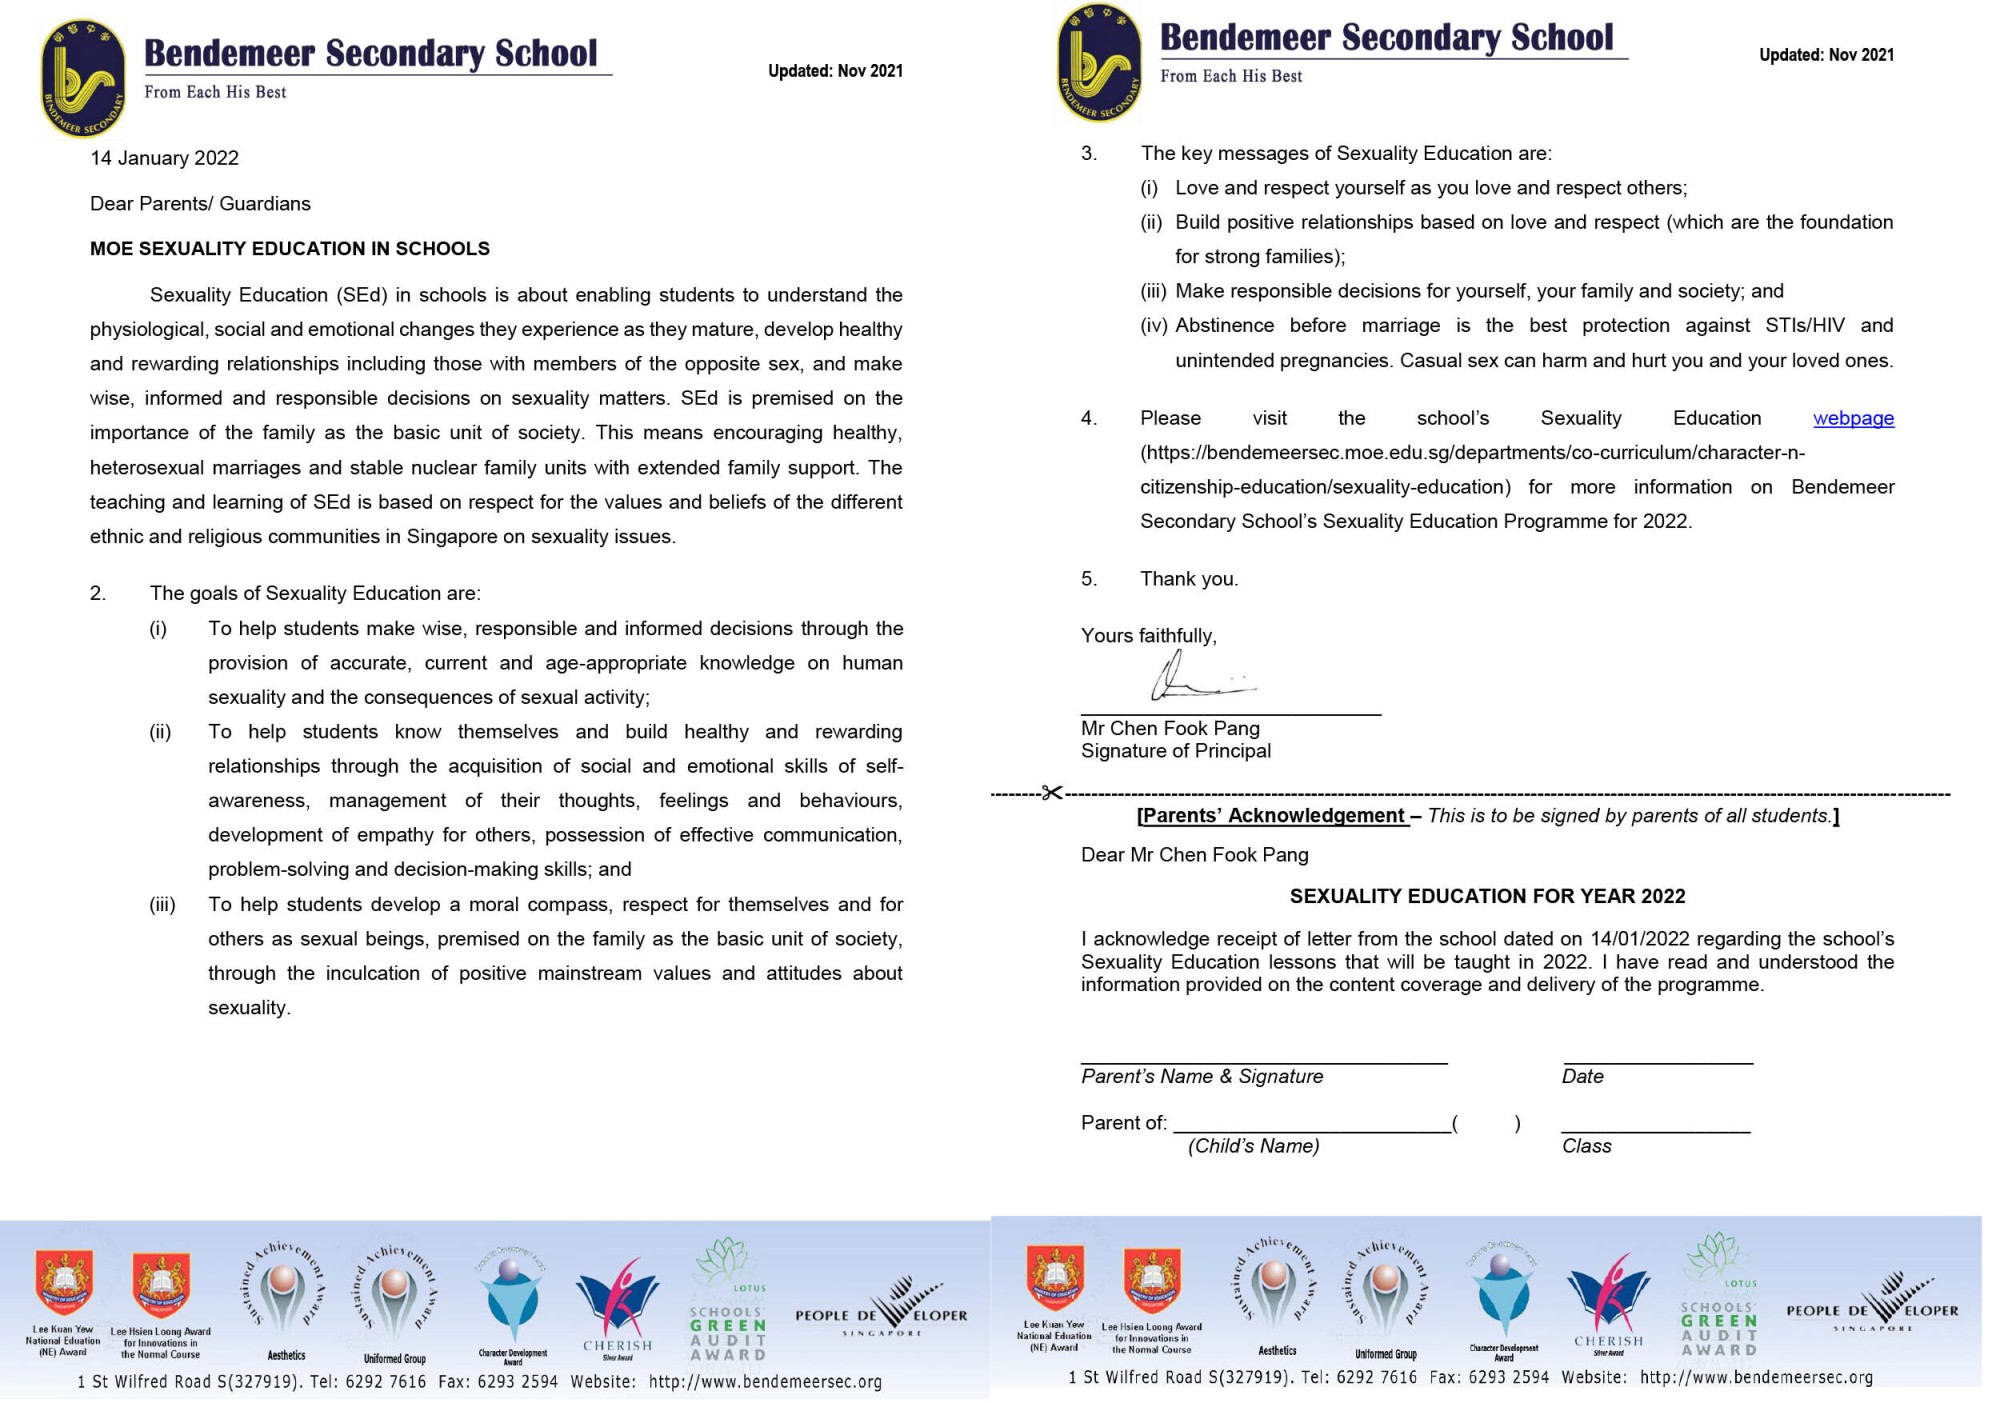 Bendemeer Secondary School
From Each His Best
BENDEMEER SECONDARY
Updated: Nov 2021
14 January 2022
Dear Parents/ Guardians
MOE SEXUALITY EDUCATION IN SCHOOLS
Sexuality Education (SEd) in schools is about enabling students to understand the
physiological, social and emotional changes they experience as they mature, develop healthy
and rewarding relationships including those with members of the opposite sex, and make
wise, informed and responsible decisions on sexuality matters. SEd is premised on the
importance of the family as the basic unit of society. This means encouraging healthy,
heterosexual marriages and stable nuclear family units with extended family support. The
teaching and learning of SEd is based on respect for the values and beliefs of the different
ethnic and religious communities in Singapore on sexuality issues.
2. The goals of Sexuality Education are:
(i) To help students make wise, responsible and informed decisions through the
provision of accurate, current and age-appropriate knowledge on human
sexuality and the consequences of sexual activity;
(ii) To help students know themselves and build healthy and rewarding
relationships through the acquisition of social and emotional skills of self-
awareness, management of their thoughts, feelings and behaviours,
development of empathy for others, possession of effective communication,
problem-solving and decision-making skills; and
(iii) To help students develop a moral compass, respect for themselves and for
others as sexual beings, premised on the family as the basic unit of society,
through the inculcation of positive mainstream values and attitudes about
sexuality.
Lee Kuan Yew
National Eduation
(NE) Award
Lee Hsien Loong Award
for Innovations in
the Normal Course
Sustained Achievement Award
Aesthetics
Sustained Achievement Award
Uniformed Group
Character Development
Award
CHERISH
Silver Award
LOTUS
SCHOOLS'
GREEN
AUDIT
AWARD
PEOPLE DEVELOPER
SINGAPORE
1 St Wilfred Road S(327919). Tel: 6292 7616 Fax: 6293 2594 Website: http://www.bendemeersec.org
Bendemeer Secondary School
From Each His Best
BENDEMEER SECONDARY
Updated: Nov 2021
3. The key messages of Sexuality Education are:
(i) Love and respect yourself as you love and respect others;
(ii) Build positive relationships based on love and respect (which are the foundation
for strong families);
(iii) Make responsible decisions for yourself, your family and society; and
(iv) Abstinence before marriage is the best protection against STIs/HIV and
unintended pregnancies. Casual sex can harm and hurt you and your loved ones.
4. Please visit the school’s Sexuality Education webpage
(https://bendemeersec.moe.edu.sg/departments/co-curriculum/character-n-
citizenship-education/sexuality-education) for more information on Bendemeer
Secondary School’s Sexuality Education Programme for 2022.
5. Thank you.
Yours faithfully,
Mr Chen Fook Pang
Signature of Principal
[Parents’ Acknowledgement – This is to be signed by parents of all students.]
Dear Mr Chen Fook Pang
SEXUALITY EDUCATION FOR YEAR 2022
I acknowledge receipt of letter from the school dated on 14/01/2022 regarding the school’s
Sexuality Education lessons that will be taught in 2022. I have read and understood the
information provided on the content coverage and delivery of the programme.
Parent’s Name & Signature Date
Parent of: ( )
(Child’s Name) Class
Lee Kuan Yew
National Eduation
(NE) Award
Lee Hsien Loong Award
for Innovations in
the Normal Course
Sustained Achievement Award
Aesthetics
Sustained Achievement Award
Uniformed Group
Character Development
Award
CHERISH
Silver Award
LOTUS
SCHOOLS'
GREEN
AUDIT
AWARD
PEOPLE DEVELOPER
SINGAPORE
1 St Wilfred Road S(327919). Tel: 6292 7616 Fax: 6293 2594 Website: http://www.bendemeersec.org